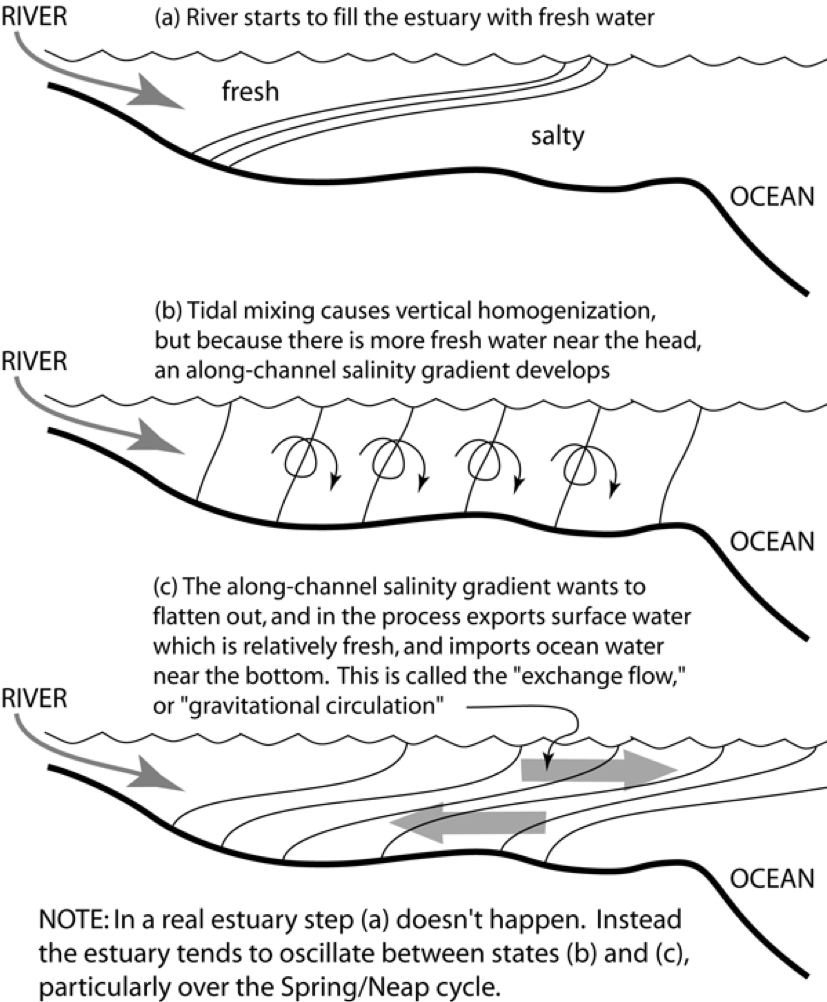 RIVER
(a) River starts to fill the estuary with fresh water
fresh
salty
OCEAN
(b) Tidal mixing causes vertical homogenization,
but because there is more fresh water near the head,
an along-channel salinity gradient develops
RIVER
OCEAN
(c) The along-channel salinity gradient wants to
flatten out, and in the process exports surface water
which is relatively fresh, and imports ocean water
near the bottom. This is called the "exchange flow,"
or "gravitational circulation"
RIVER
OCEAN
NOTE: In a real estuary step (a) doesn't happen. Instead
the estuary tends to oscillate between states (b) and (c),
particularly over the Spring/Neap cycle.